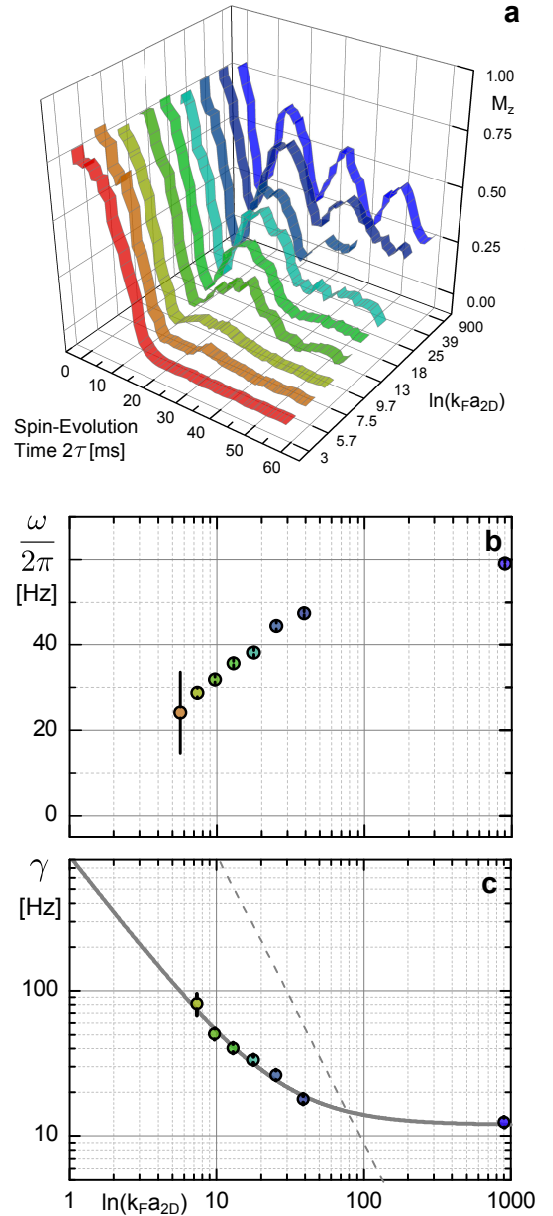 a
1.00
M_z
0.75
0.50
0.25
0.00
900
39
25
18
13
9.7
7.5
5.7
3
ln(k_F a_2D)
0
10
20
30
40
50
60
Spin-Evolution
Time 2τ [ms]
b
ω/2π
[Hz]
40
20
0
c
γ
[Hz]
100
10
1 ln(k_F a_2D) 10 100 1000